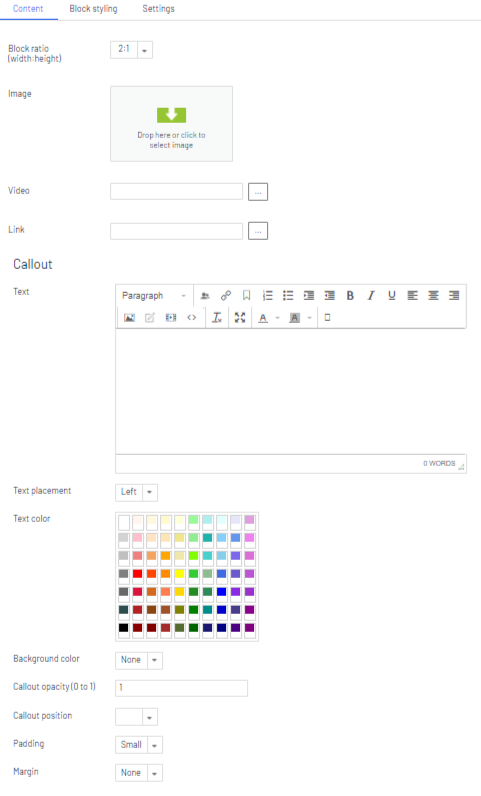 Content Block styling Settings
Block ratio
(width:height)
2:1
Image
Drop here or click to
select image
Video
...
Link
...
Callout
Text
Paragraph
B I U
<> A A
0 WORDS
Text placement
Left
Text color
Background color
None
Callout opacity (0 to 1)
1
Callout position
Padding
Small
Margin
None